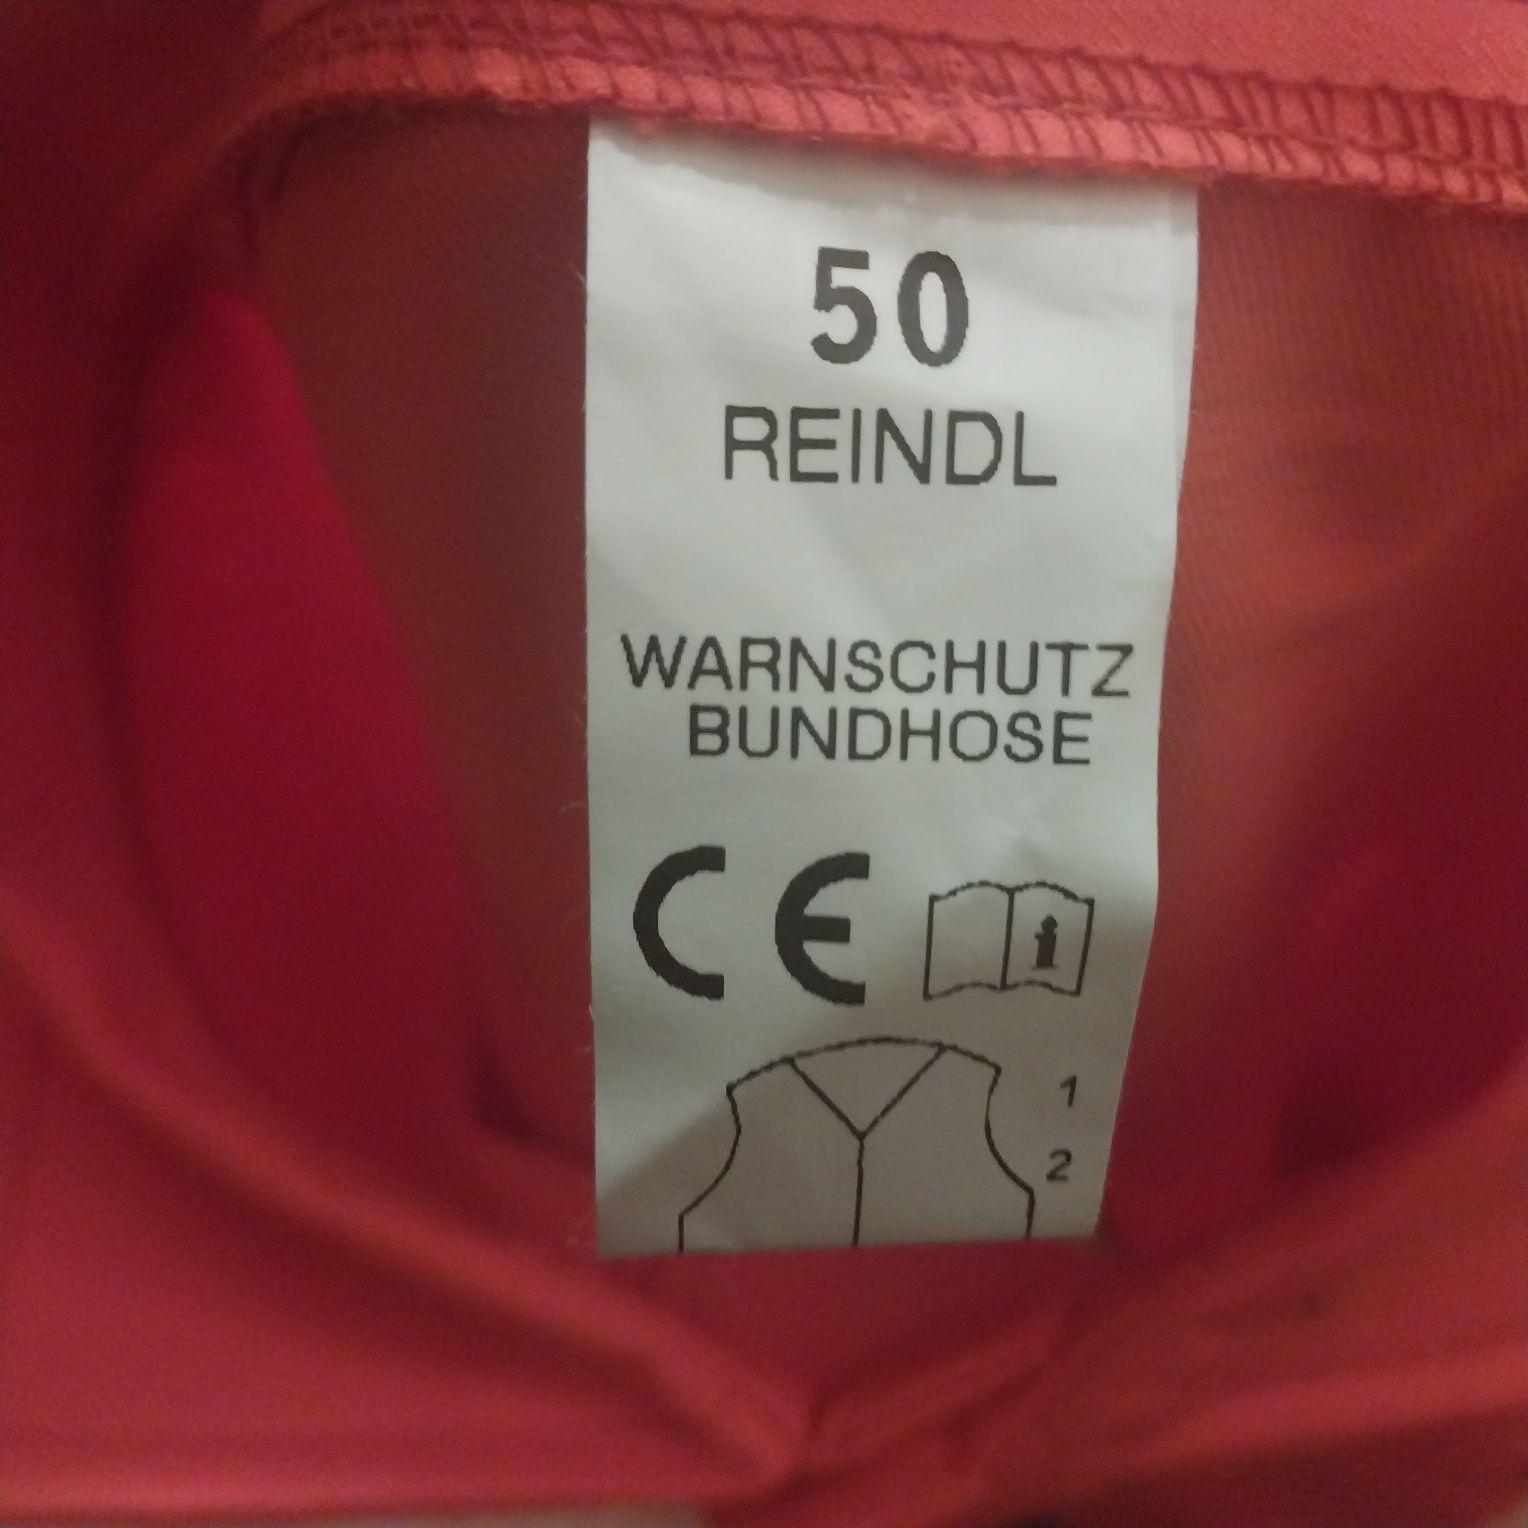 50
REINDL
WARNSCHUTZ
BUNDHOSE
CE i
1
2